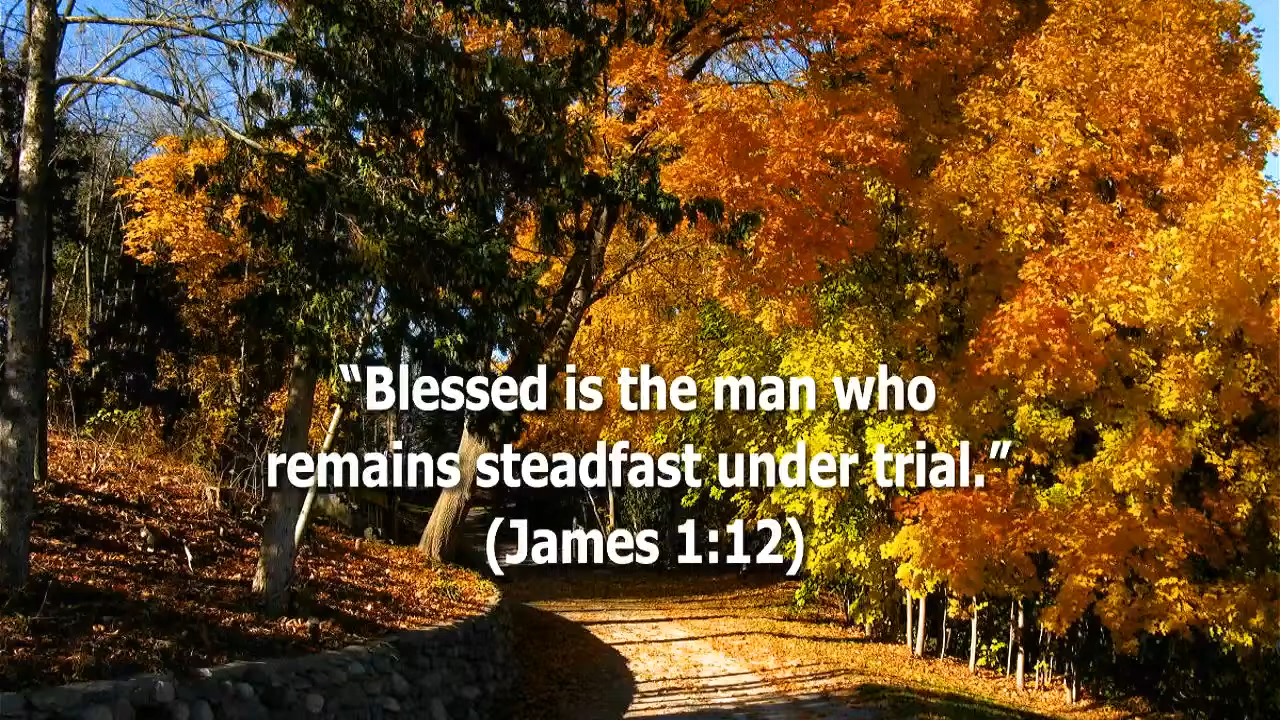 “Blessed is the man who
remains steadfast under trial.”
(James 1:12)